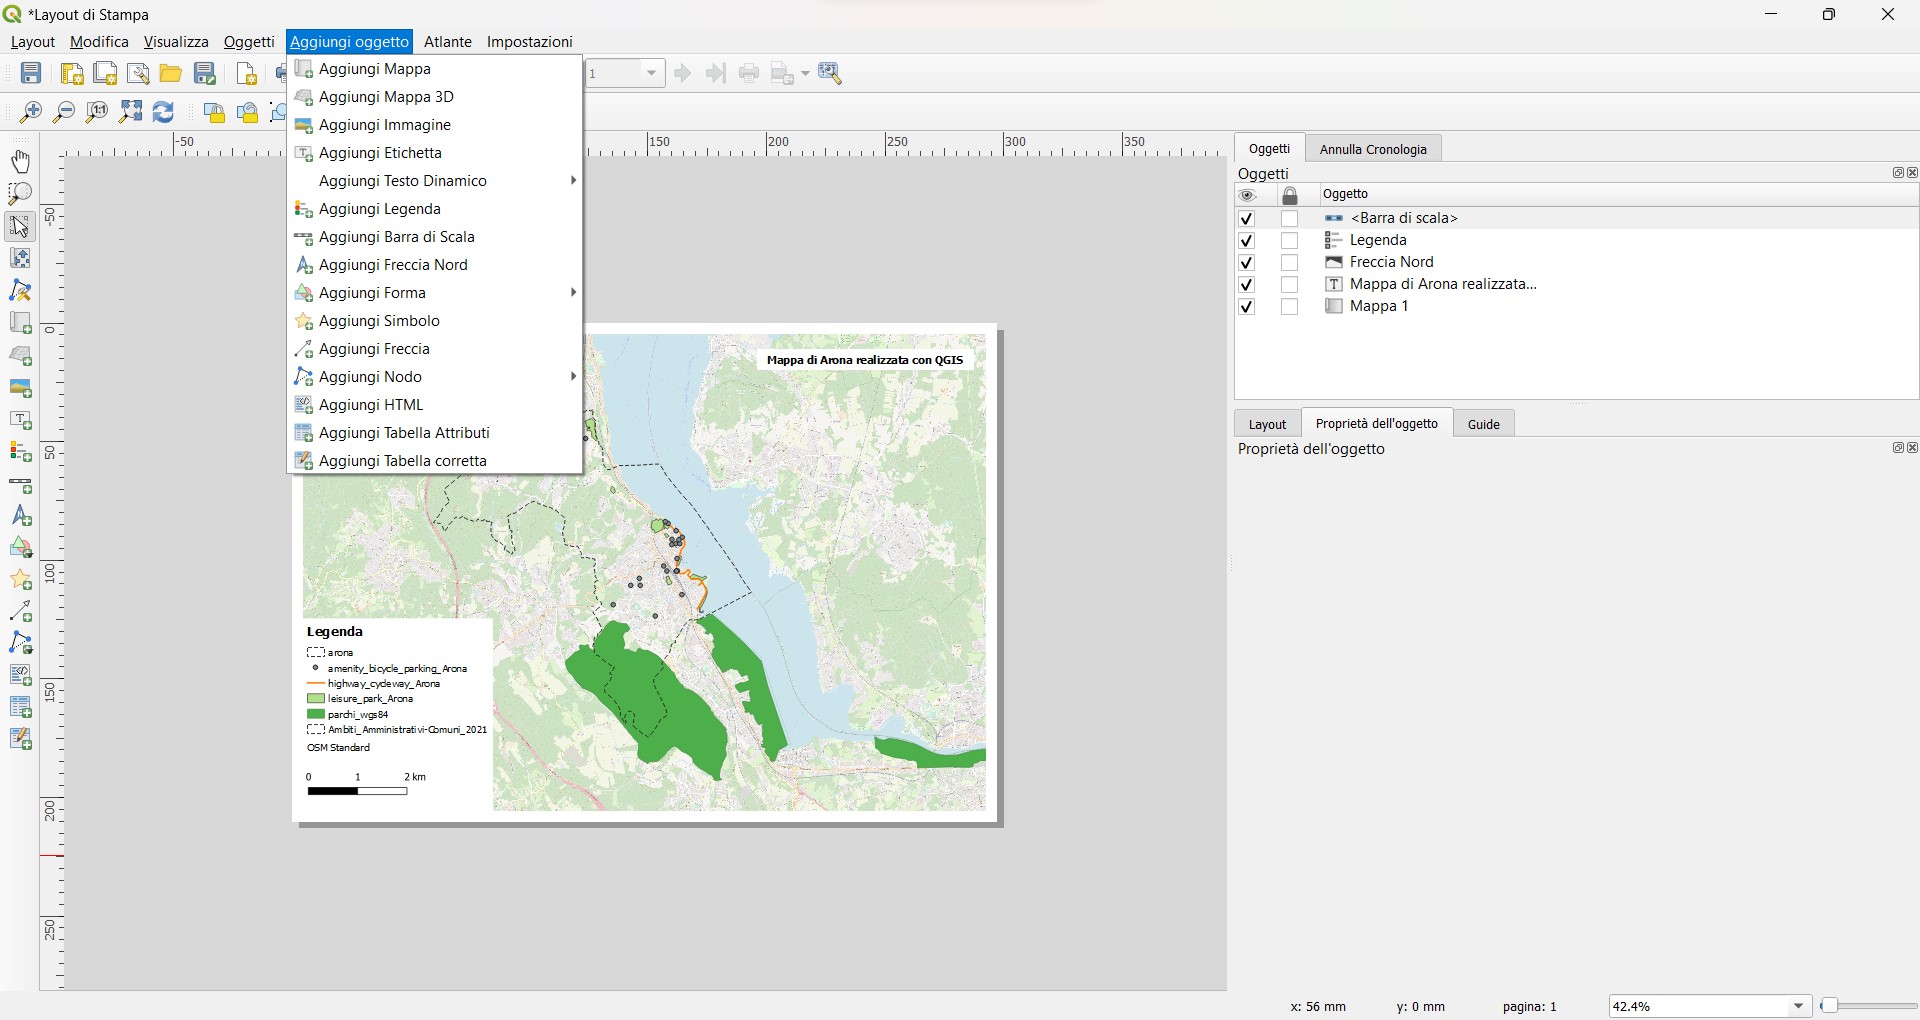 *Layout di Stampa
Layout Modifica Visualizza Oggetti Aggiungi oggetto Atlante Impostazioni
1
1:1
Aggiungi Mappa
Aggiungi Mappa 3D
Aggiungi Immagine
Aggiungi Etichetta
Aggiungi Testo Dinamico
Aggiungi Legenda
Aggiungi Barra di Scala
Aggiungi Freccia Nord
Aggiungi Forma
Aggiungi Simbolo
Aggiungi Freccia
Aggiungi Nodo
Aggiungi HTML
Aggiungi Tabella Attributi
Aggiungi Tabella corretta
-50 150 200 250 300 350
-50
0
50
100
150
200
250
Mappa di Arona realizzata con QGIS
Legenda
arona
amenity_bicycle_parking_Arona
highway_cycleway_Arona
leisure_park_Arona
parchi_wgs84
Ambiti_Amministrativi-Comuni_2021
OSM Standard
0 1 2 km
Oggetti Annulla Cronologia
Oggetti
Oggetto
<Barra di scala>
Legenda
Freccia Nord
Mappa di Arona realizzata...
Mappa 1
Layout Proprietà dell'oggetto Guide
Proprietà dell'oggetto
x: 56 mm y: 0 mm pagina: 1 42.4%